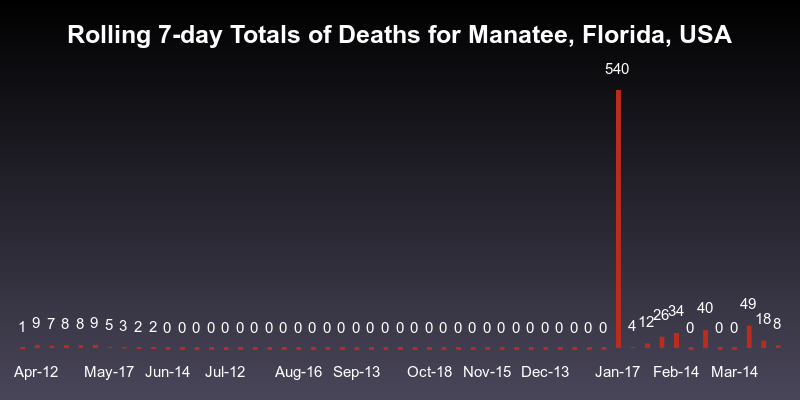 Rolling 7-day Totals of Deaths for Manatee, Florida, USA
540
1 9 7 8 8 9 5 3 2 2 0 0 0 0 0 0 0 0 0 0 0 0 0 0 0 0 0 0 0 0 0 0 0 0 0 0 0 0 0 0 0 4 12 26 34 0 40 0 0 49 18 8
Apr-12 May-17 Jun-14 Jul-12 Aug-16 Sep-13 Oct-18 Nov-15 Dec-13 Jan-17 Feb-14 Mar-14